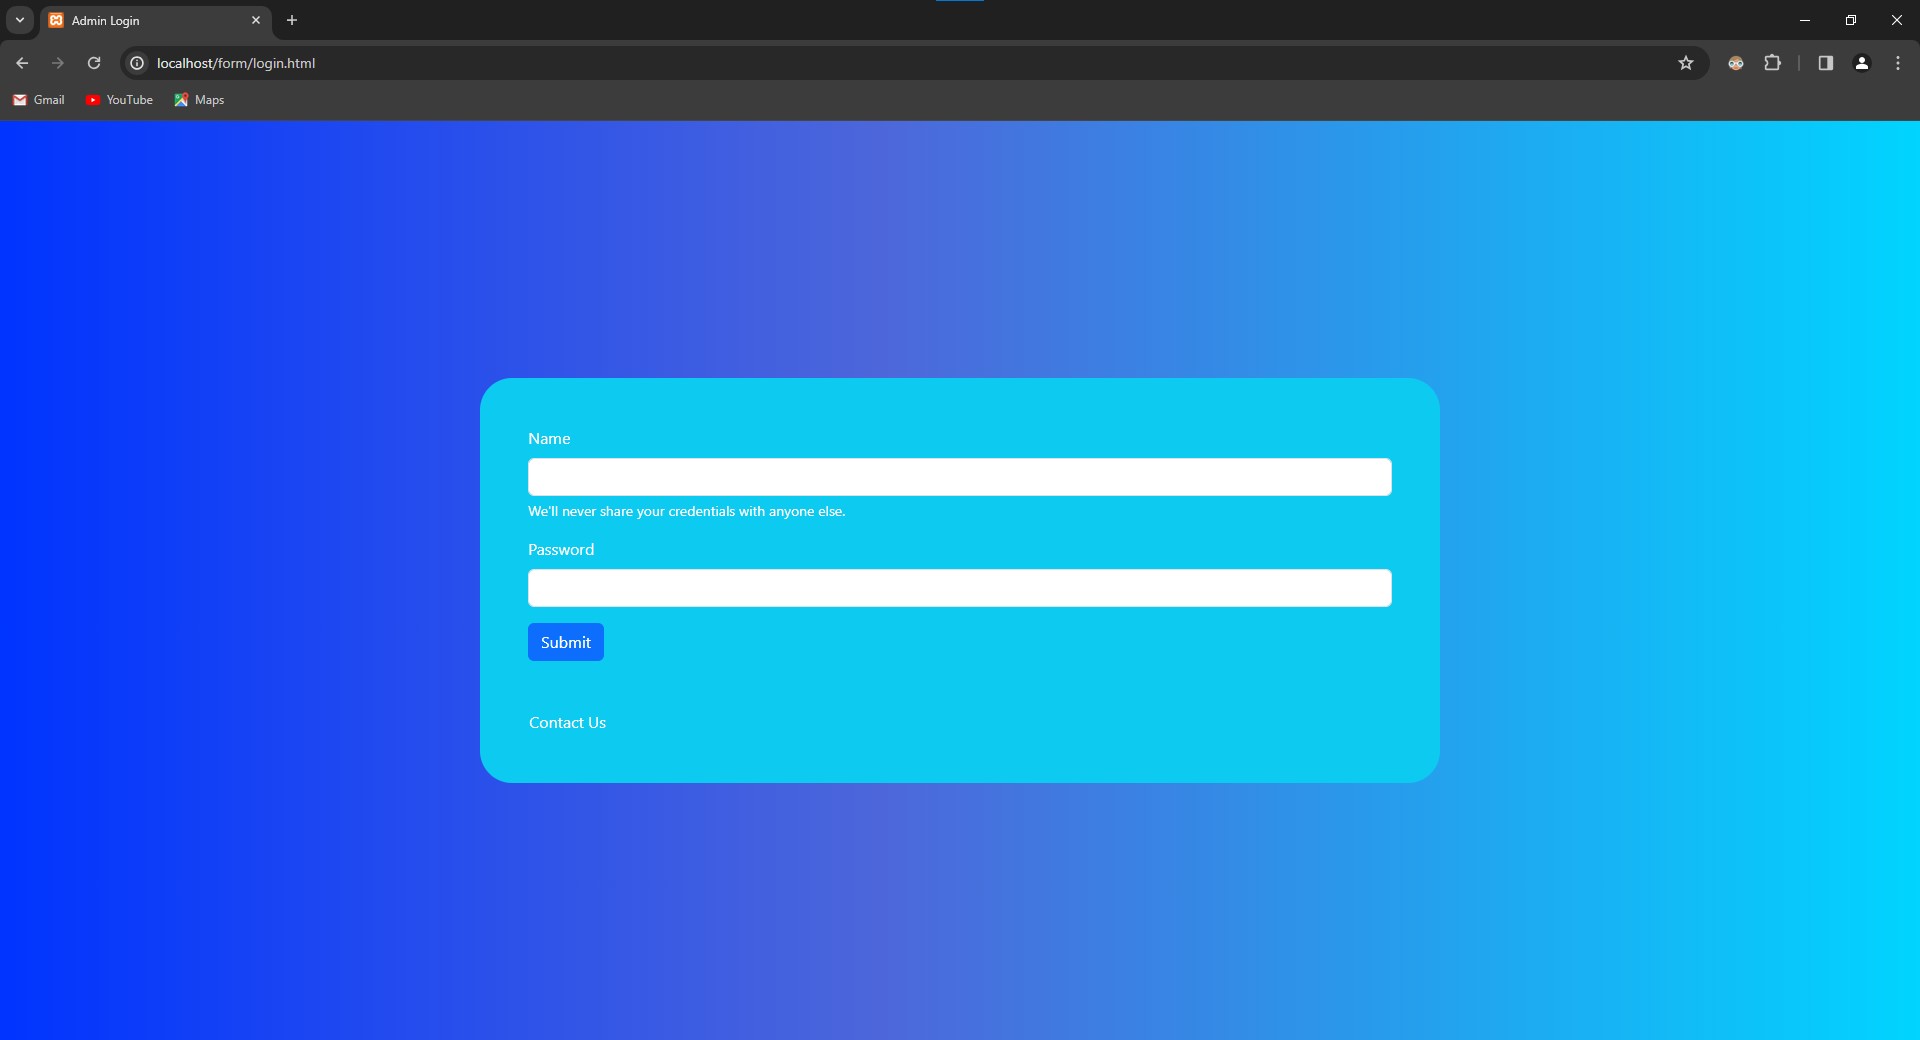 Admin Login
localhost/form/login.html
Gmail YouTube Maps
Name
We'll never share your credentials with anyone else.
Password
Submit
Contact Us